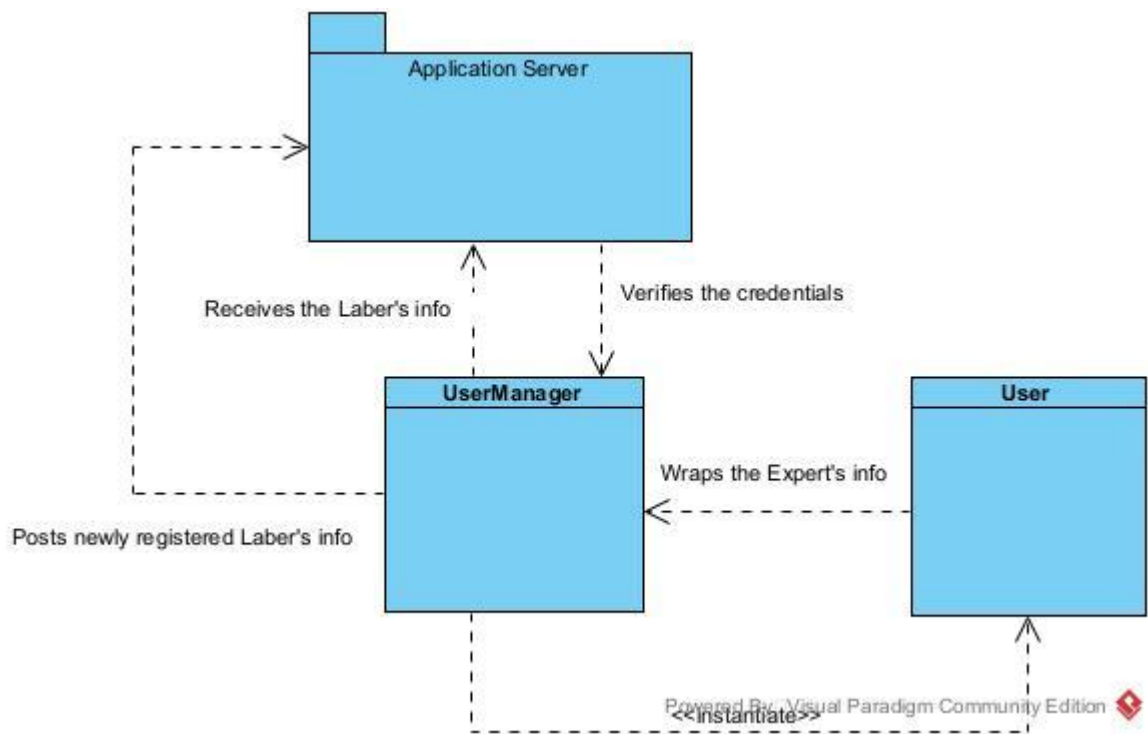 Application Server
Receives the Laber's info
Verifies the credentials
UserManager
User
Wraps the Expert's info
Posts newly registered Laber's info
Powered By: Visual Paradigm Community Edition
<<Instantiate>>